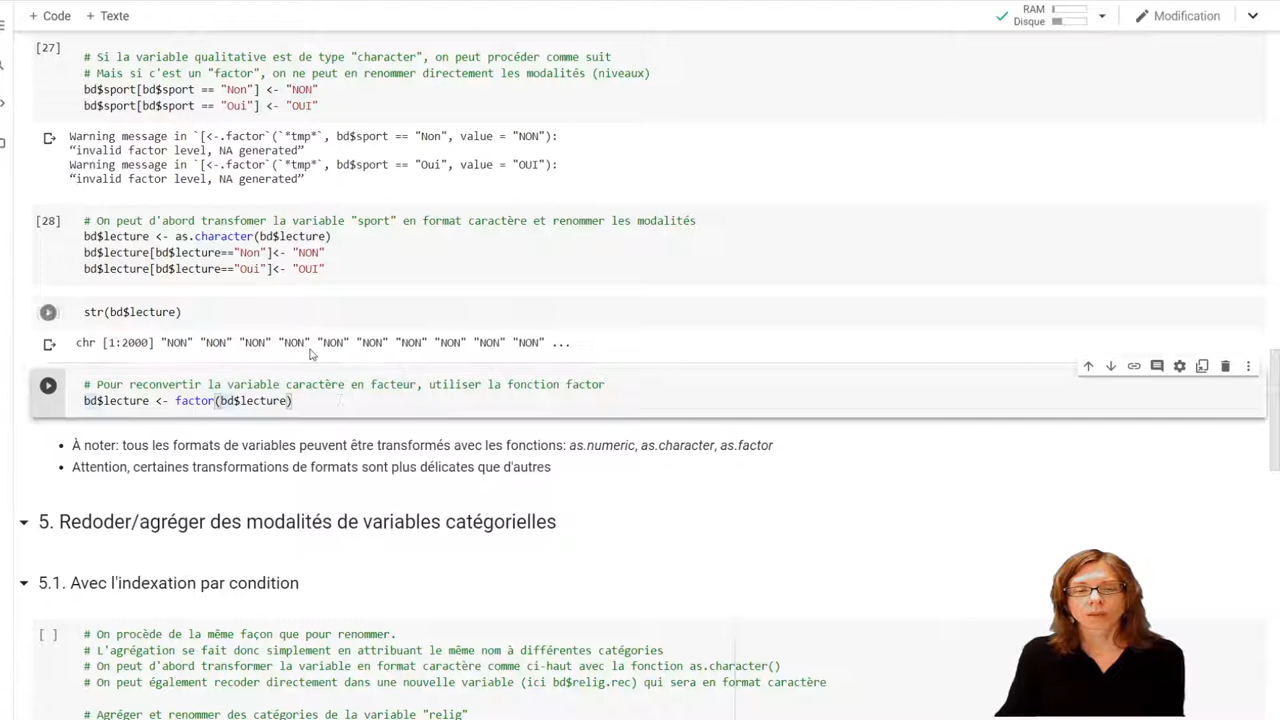 + Code + Texte
RAM
Disque
Modification
[27]
# Si la variable qualitative est de type "character", on peut procéder comme suit
# Mais si c'est un "factor", on ne peut en renommer directement les modalités (niveaux)
bd$sport[bd$sport == "Non"] <- "NON"
bd$sport[bd$sport == "Oui"] <- "OUI"
Warning message in `[<-.factor`(`*tmp*`, bd$sport == "Non", value = "NON"):
“invalid factor level, NA generated”
Warning message in `[<-.factor`(`*tmp*`, bd$sport == "Oui", value = "OUI"):
“invalid factor level, NA generated”
[28]
# On peut d'abord transfomer la variable "sport" en format caractère et renommer les modalités
bd$lecture <- as.character(bd$lecture)
bd$lecture[bd$lecture=="Non"]<- "NON"
bd$lecture[bd$lecture=="Oui"]<- "OUI"
str(bd$lecture)
chr [1:2000] "NON" "NON" "NON" "NON" "NON" "NON" "NON" "NON" "NON" "NON" ...
# Pour reconvertir la variable caractère en facteur, utiliser la fonction factor
bd$lecture <- factor(bd$lecture)
• À noter: tous les formats de variables peuvent être transformés avec les fonctions: as.numeric, as.character, as.factor
• Attention, certaines transformations de formats sont plus délicates que d'autres
5. Redoder/agréger des modalités de variables catégorielles
5.1. Avec l'indexation par condition
[ ]
# On procède de la même façon que pour renommer.
# L'agrégation se fait donc simplement en attribuant le même nom à différentes catégories
# On peut d'abord transformer la variable en format caractère comme ci-haut avec la fonction as.character()
# On peut également recoder directement dans une nouvelle variable (ici bd$relig.rec) qui sera en format caractère
# Agréger et renommer des catégories de la variable "relig"